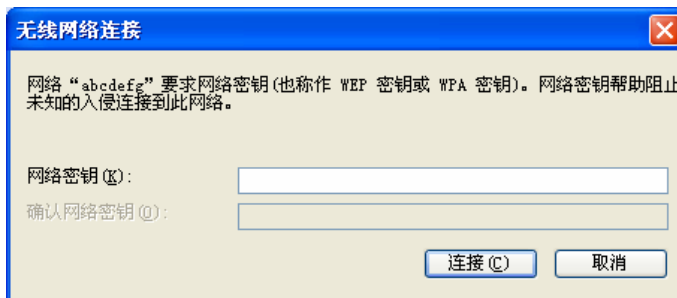 无线网络连接
网络“abcdefg”要求网络密钥(也称作 WEP 密钥或 WPA 密钥)。网络密钥帮助阻止
未知的入侵连接到此网络。
网络密钥(K):
确认网络密钥(O):
连接(C)
取消